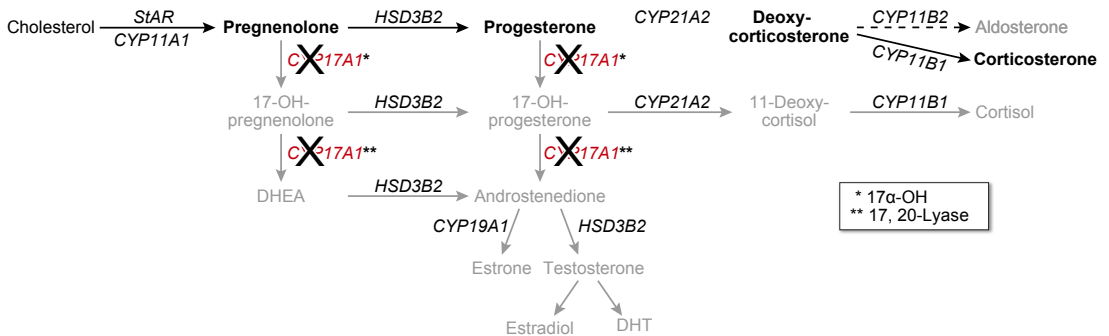 Cholesterol
StAR
CYP11A1
Pregnenolone
HSD3B2
Progesterone
CYP21A2
Deoxy-
corticosterone
CYP11B2
Aldosterone
CYP11B1
Corticosterone
CYP17A1*
CYP17A1*
17-OH-
pregnenolone
HSD3B2
17-OH-
progesterone
CYP21A2
11-Deoxy-
cortisol
CYP11B1
Cortisol
CYP17A1**
CYP17A1**
DHEA
HSD3B2
Androstenedione
* 17α-OH
** 17, 20-Lyase
CYP19A1
HSD3B2
Estrone
Testosterone
Estradiol
DHT